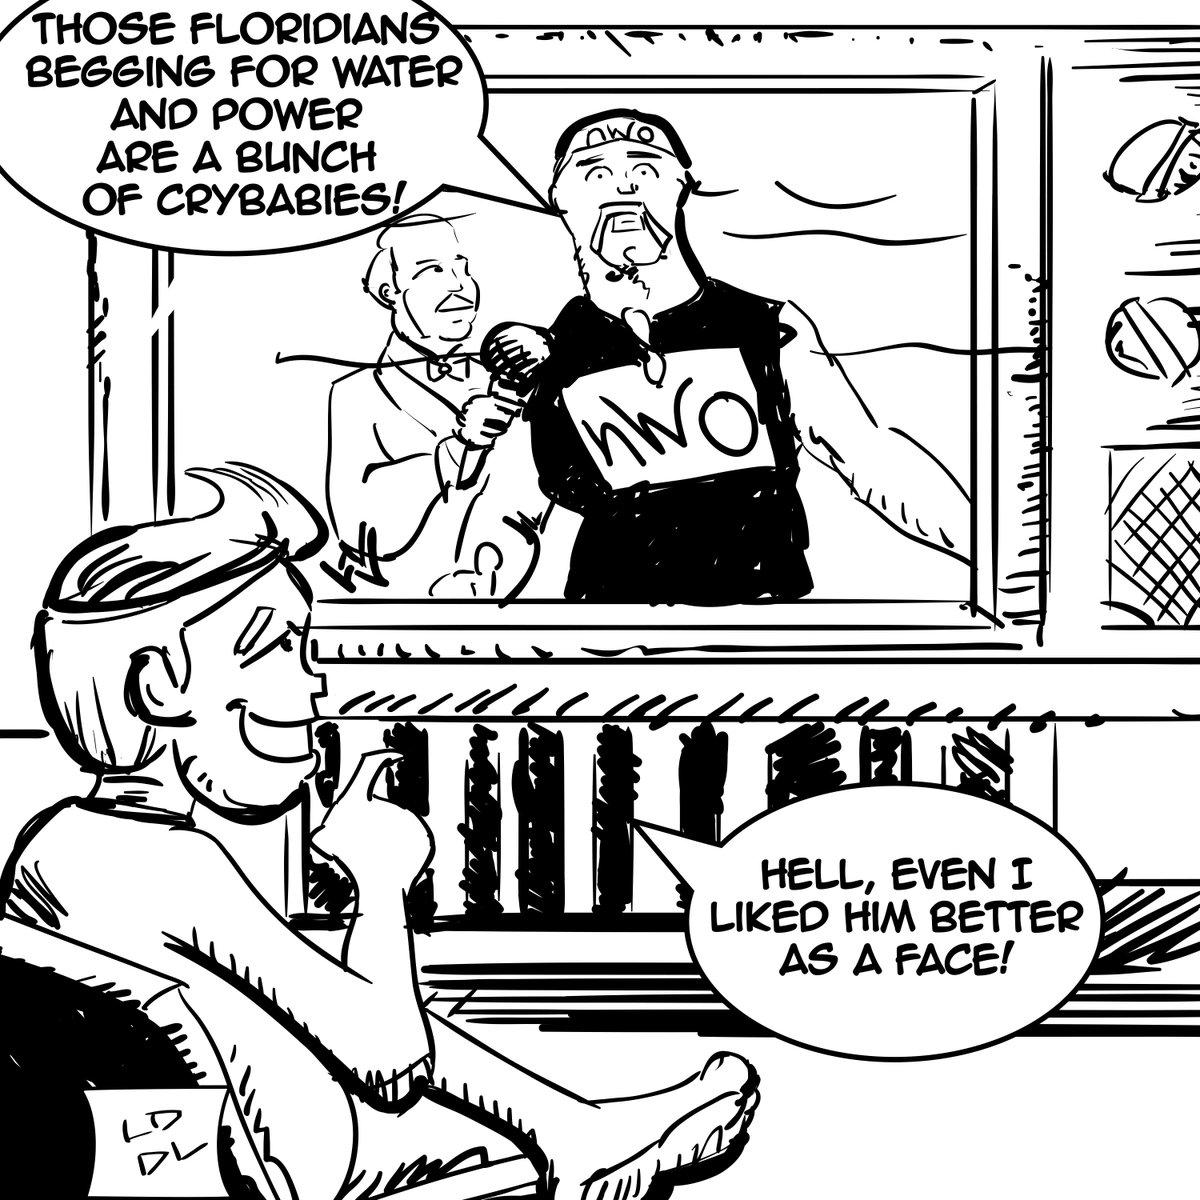 THOSE FLORIDIANS
BEGGING FOR WATER
AND POWER
ARE A BUNCH
OF CRYBABIES!
nWo
nWo
HELL, EVEN I
LIKED HIM BETTER
AS A FACE!
LD
DL